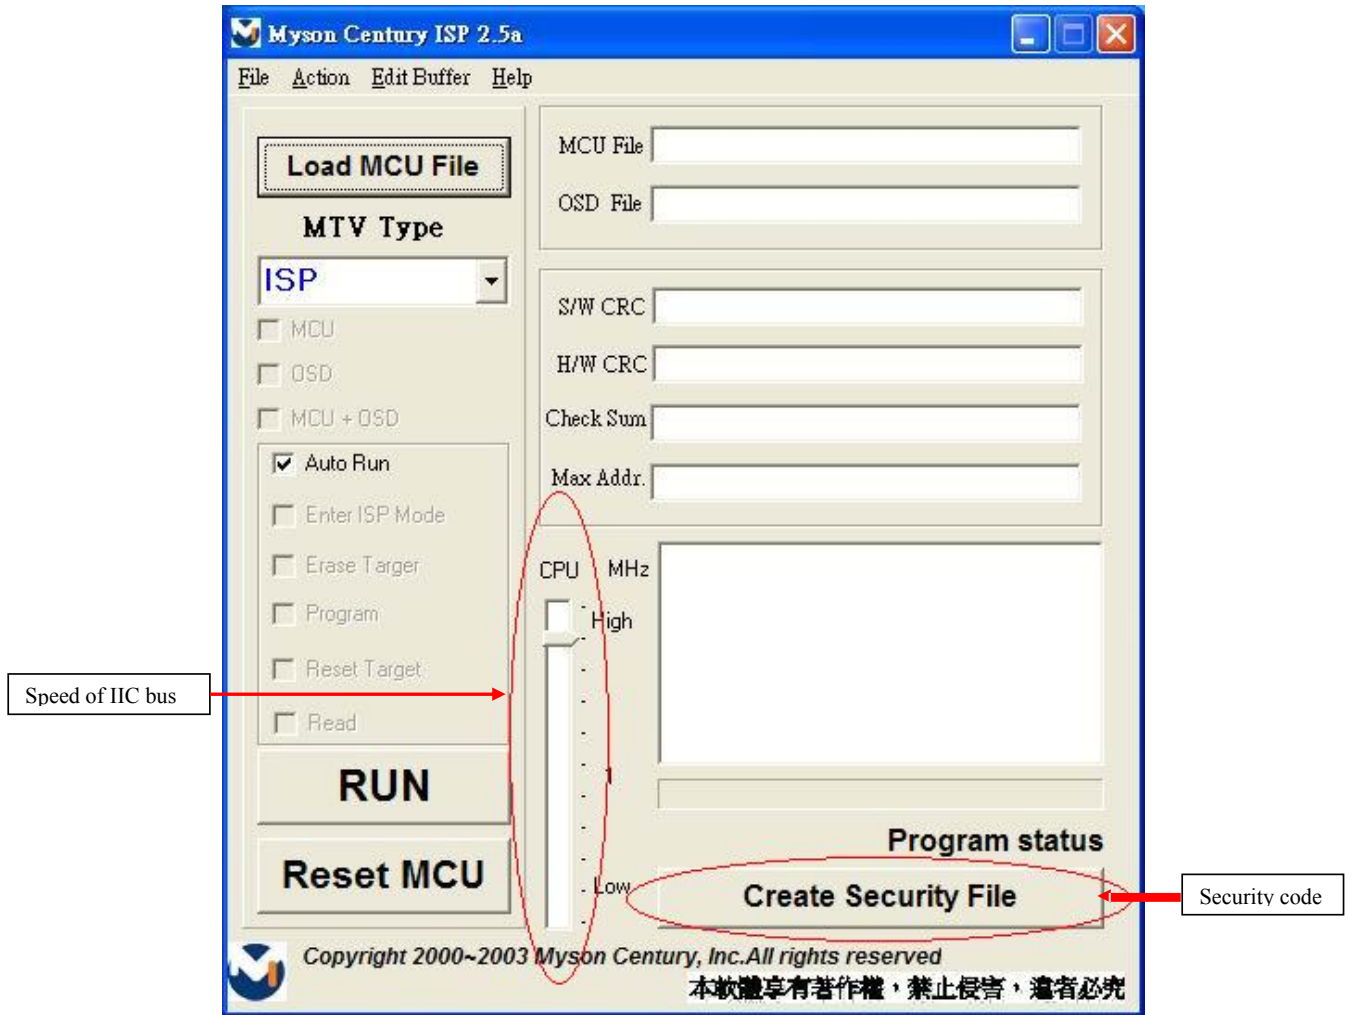 Myson Century ISP 2.5a
File Action Edit Buffer Help
Load MCU File
MTV Type
ISP
MCU
OSD
MCU + OSD
Auto Run
Enter ISP Mode
Erase Targer
Program
Reset Target
Read
RUN
Reset MCU
MCU File
OSD File
S/W CRC
H/W CRC
Check Sum
Max Addr.
CPU MHz
High
Low
Program status
Create Security File
Speed of IIC bus
Security code
Copyright 2000~2003 Myson Century, Inc.All rights reserved
本軟體享有著作權，禁止侵害，違者必究